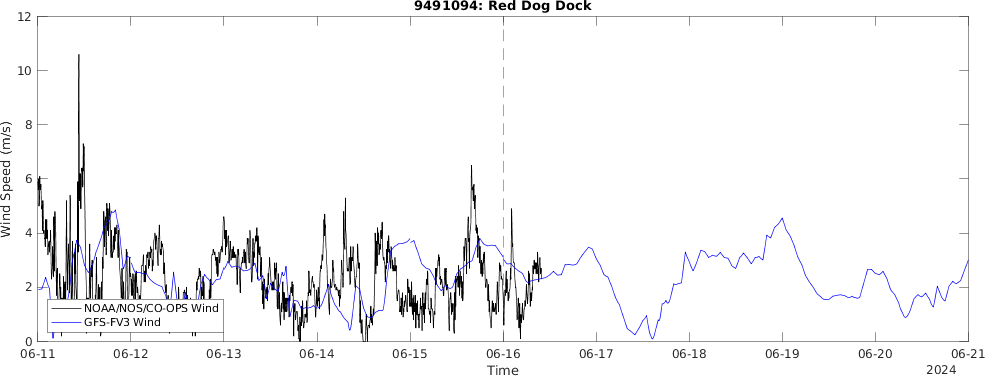 9491094: Red Dog Dock
12
10
8
6
4
2
0
Wind Speed (m/s)
NOAA/NOS/CO-OPS Wind
GFS-FV3 Wind
06-11 06-12 06-13 06-14 06-15 06-16 06-17 06-18 06-19 06-20 06-21
Time
2024